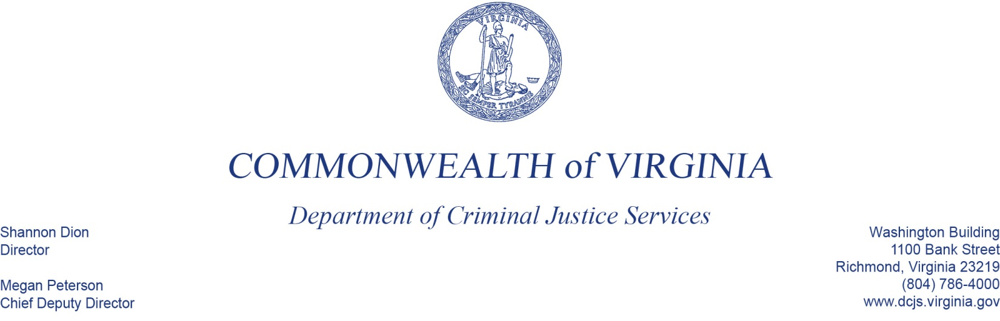 VIRGINIA
SIC SEMPER TYRANNIS
COMMONWEALTH of VIRGINIA
Department of Criminal Justice Services
Shannon Dion
Director
Megan Peterson
Chief Deputy Director
Washington Building
1100 Bank Street
Richmond, Virginia 23219
(804) 786-4000
www.dcjs.virginia.gov